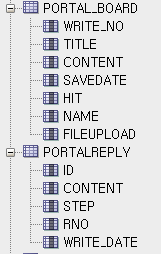 PORTAL_BOARD
WRITE_NO
TITLE
CONTENT
SAVEDATE
HIT
NAME
FILEUPLOAD
PORTALREPLY
ID
CONTENT
STEP
RNO
WRITE_DATE